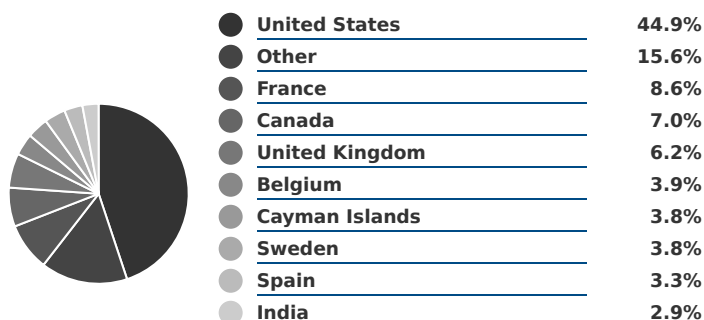 United States 44.9%
Other 15.6%
France 8.6%
Canada 7.0%
United Kingdom 6.2%
Belgium 3.9%
Cayman Islands 3.8%
Sweden 3.8%
Spain 3.3%
India 2.9%